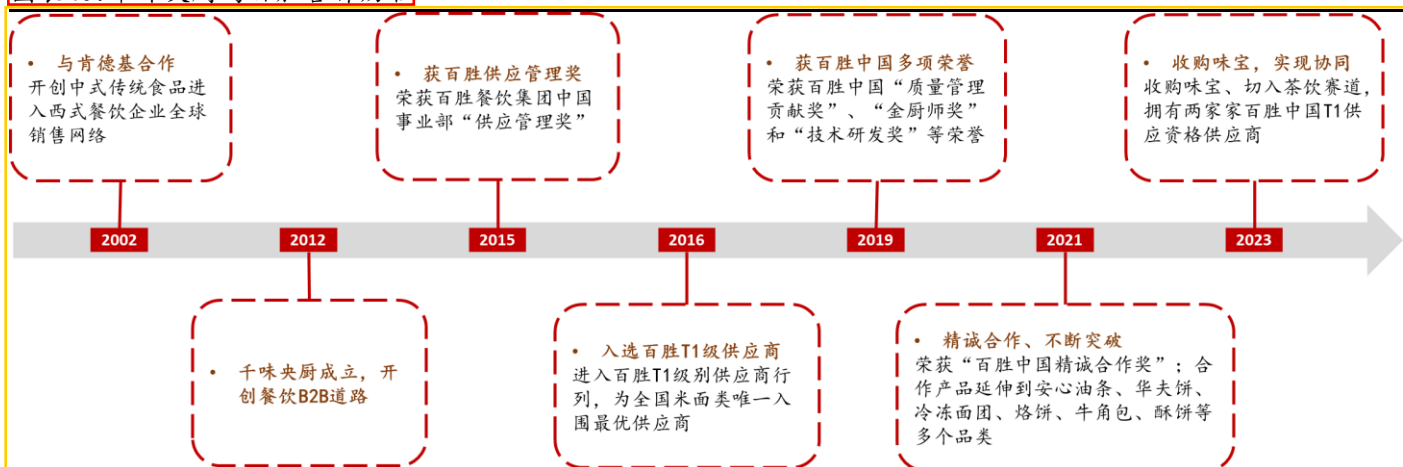 • 与肯德基合作
开创中式传统食品进
入西式餐饮企业全球
销售网络
• 获百胜供应管理奖
荣获百胜餐饮集团中国
事业部“供应管理奖”
• 获百胜中国多项荣誉
荣获百胜中国“质量管理
贡献奖”、“金厨师奖”
和“技术研发奖”等荣誉
• 收购味宝，实现协同
收购味宝、切入茶饮赛道，
拥有两家家百胜中国T1供
应资格供应商
2002
2012
2015
2016
2019
2021
2023
• 千味央厨成立，开
创餐饮B2B道路
• 入选百胜T1级供应商
进入百胜T1级别供应商行
列，为全国米面类唯一入
围最优供应商
• 精诚合作、不断突破
荣获“百胜中国精诚合作奖”；合
作产品延伸到安心油条、华夫饼、
冷冻面团、烙饼、牛角包、酥饼等
多个品类